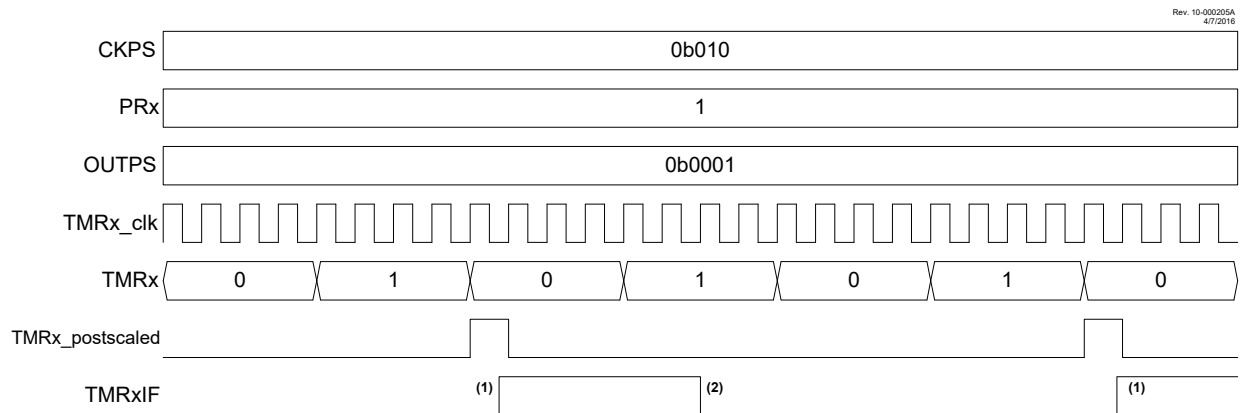 Rev. 10-000205A
4/7/2016
CKPS 0b010
PRx 1
OUTPS 0b0001
TMRx_clk
TMRx 0 1 0 1 0 1 0
TMRx_postscaled
TMRxIF (1) (2) (1)